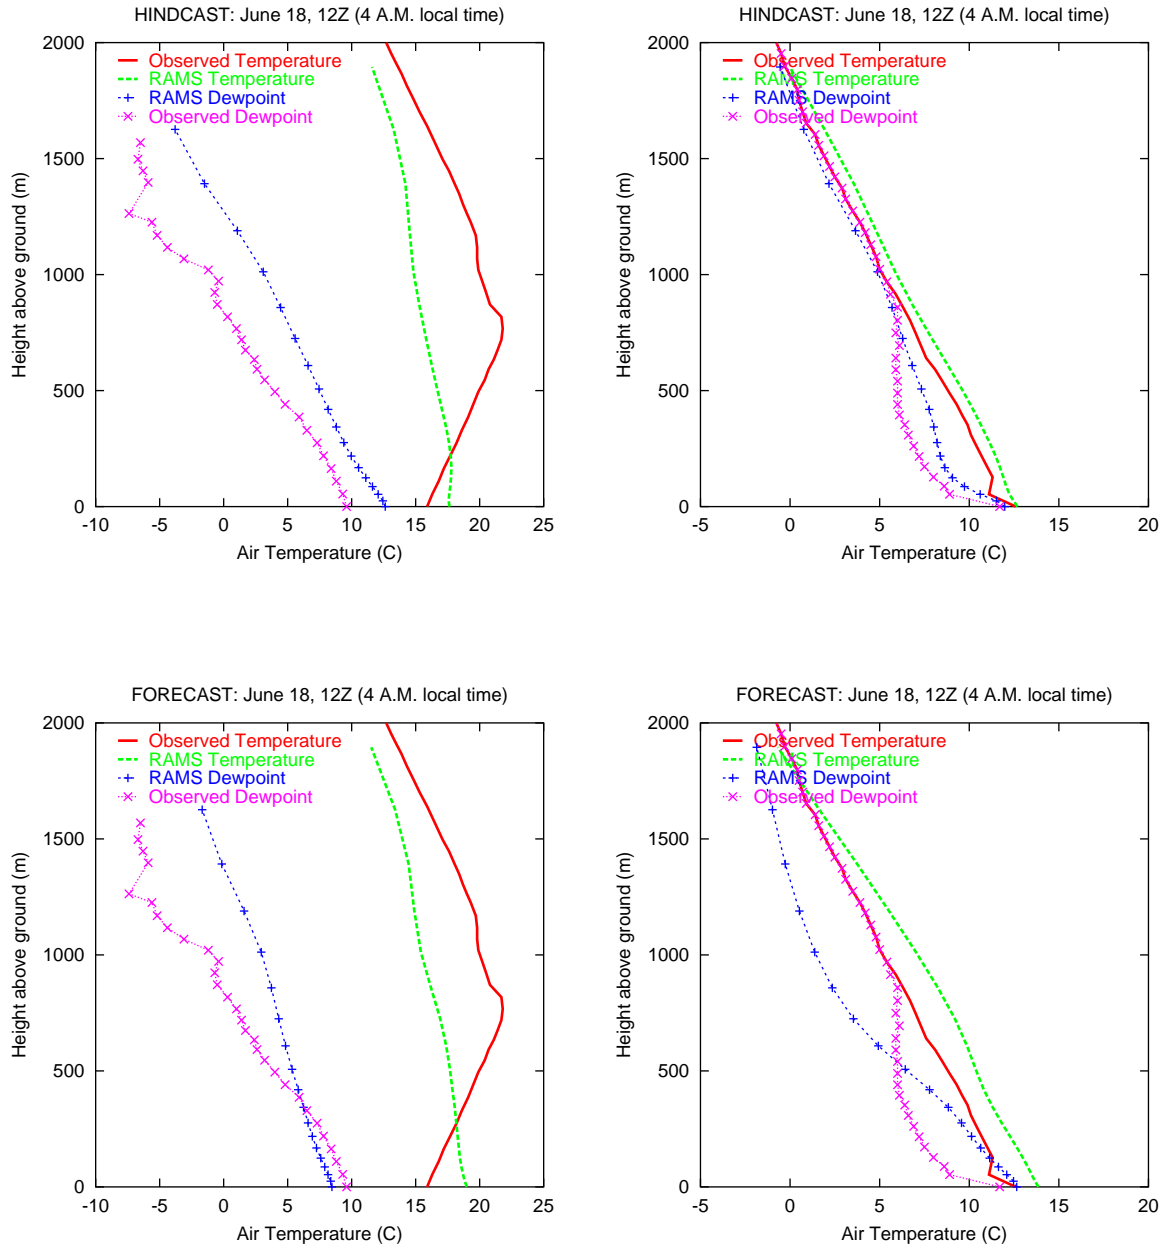 HINDCAST: June 18, 12Z (4 A.M. local time)
2000
1500
1000
500
0
Height above ground (m)
Observed Temperature
RAMS Temperature
RAMS Dewpoint
Observed Dewpoint
-10 -5 0 5 10 15 20 25
Air Temperature (C)
HINDCAST: June 18, 12Z (4 A.M. local time)
2000
1500
1000
500
0
Height above ground (m)
Observed Temperature
RAMS Temperature
RAMS Dewpoint
Observed Dewpoint
-5 0 5 10 15 20
Air Temperature (C)
FORECAST: June 18, 12Z (4 A.M. local time)
2000
1500
1000
500
0
Height above ground (m)
Observed Temperature
RAMS Temperature
RAMS Dewpoint
Observed Dewpoint
-10 -5 0 5 10 15 20 25
Air Temperature (C)
FORECAST: June 18, 12Z (4 A.M. local time)
2000
1500
1000
500
0
Height above ground (m)
Observed Temperature
RAMS Temperature
RAMS Dewpoint
Observed Dewpoint
-5 0 5 10 15 20
Air Temperature (C)